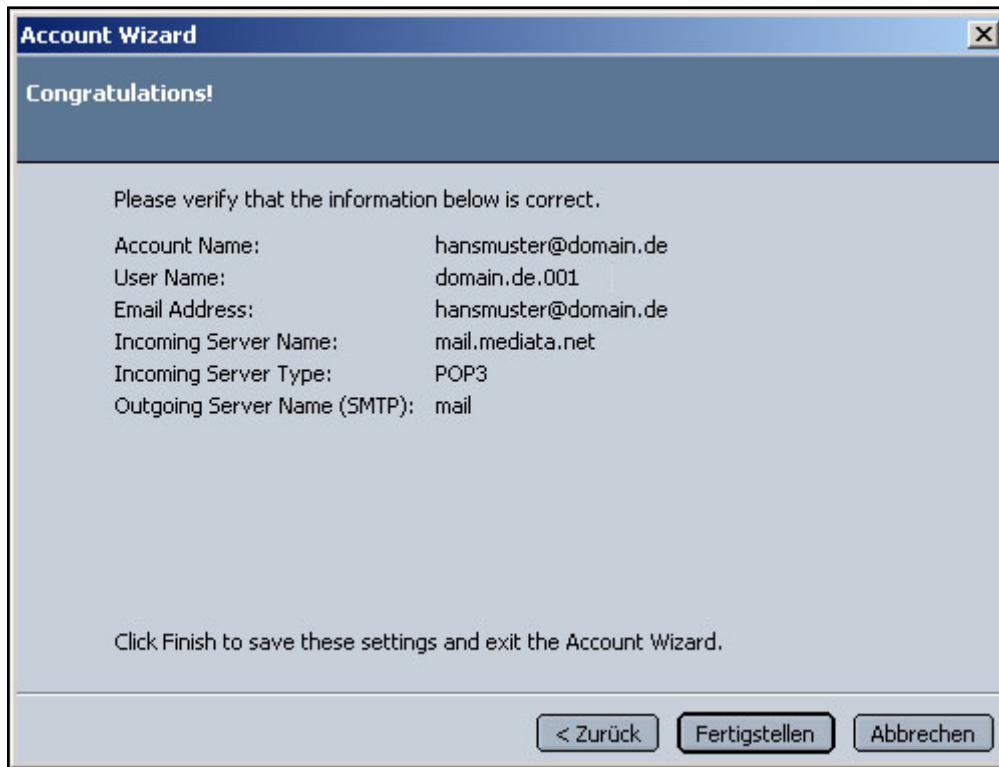 Account Wizard
Congratulations!
Please verify that the information below is correct.
Account Name: hansmuster@domain.de
User Name: domain.de.001
Email Address: hansmuster@domain.de
Incoming Server Name: mail.mediata.net
Incoming Server Type: POP3
Outgoing Server Name (SMTP): mail
Click Finish to save these settings and exit the Account Wizard.
< Zurück Fertigstellen Abbrechen